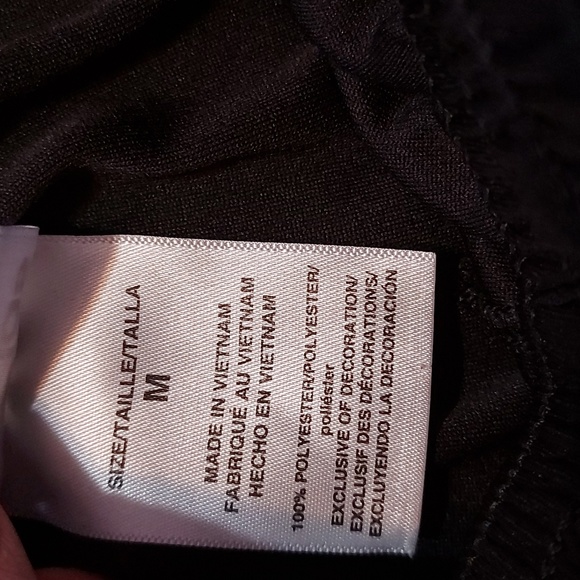 SIZE/TAILLE/TALLA
M
MADE IN VIETNAM
FABRIQUÉ AU VIETNAM
HECHO EN VIETNAM
100% POLYESTER/POLYESTER/
poliéster
EXCLUSIVE OF DECORATION/
EXCLUSIF DES DÉCORATIONS/
EXCLUYENDO LA DECORACIÓN